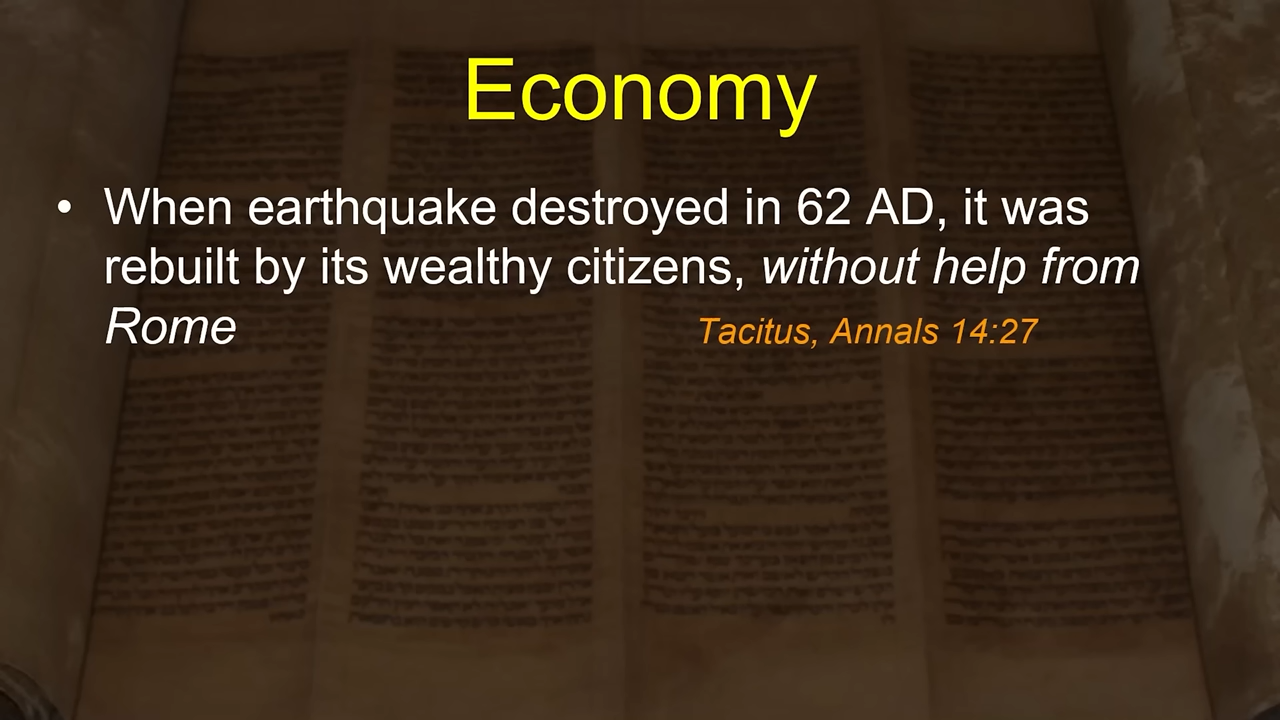 Economy
• When earthquake destroyed in 62 AD, it was
rebuilt by its wealthy citizens, without help from
Rome Tacitus, Annals 14:27